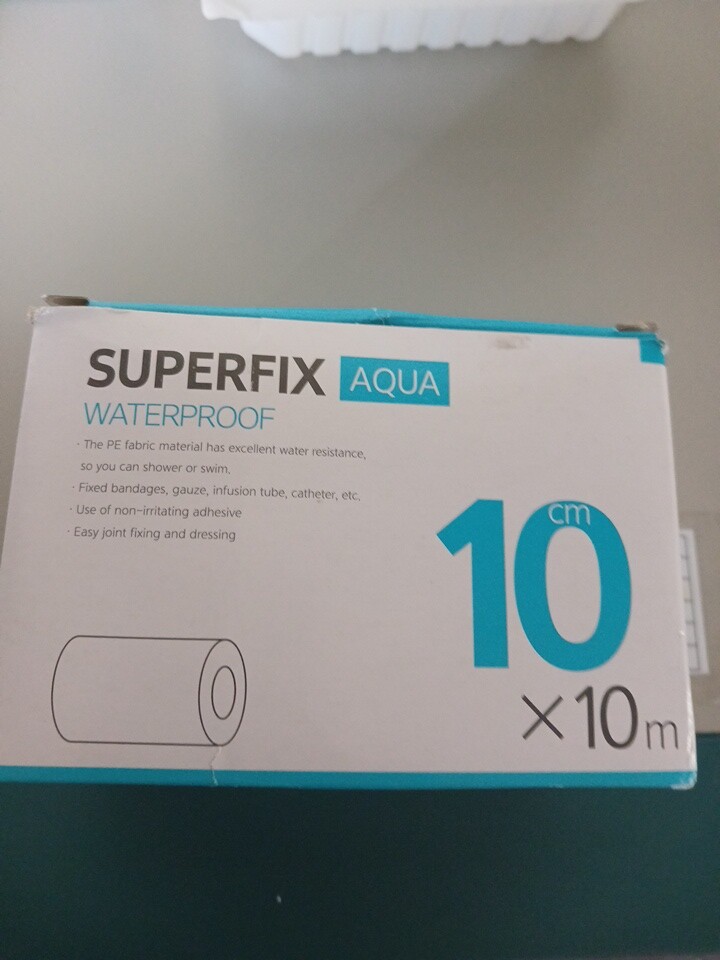 SUPERFIX AQUA
WATERPROOF
· The PE fabric material has excellent water resistance,
so you can shower or swim.
· Fixed bandages, gauze, infusion tube, catheter, etc.
· Use of non-irritating adhesive
· Easy joint fixing and dressing
10 cm
×10m